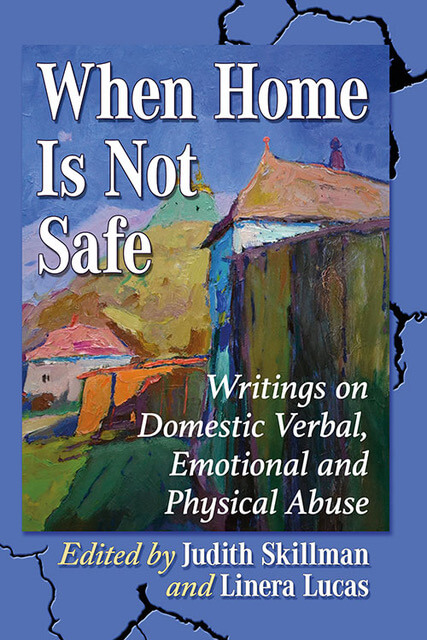 When Home
Is Not
Safe
Writings on
Domestic Verbal,
Emotional and
Physical Abuse
Edited by Judith Skillman
and Linera Lucas